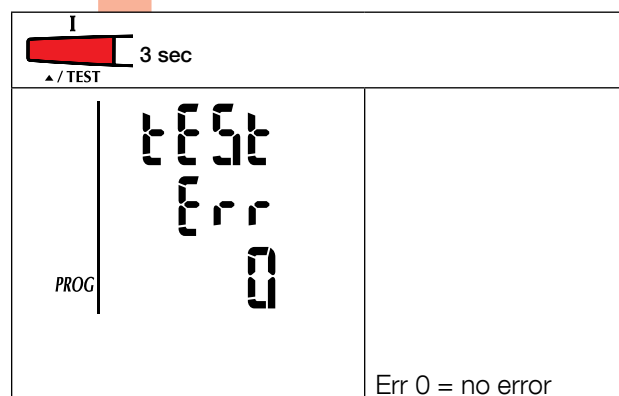 I
3 sec
▲ / TEST
tESt
Err
PROG 0
Err 0 = no error